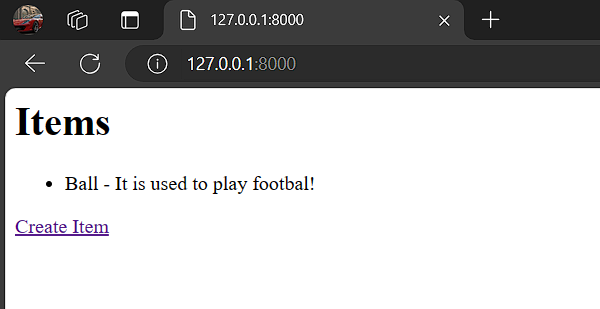 127.0.0.1:8000
127.0.0.1:8000
Items
• Ball - It is used to play footbal!
Create Item